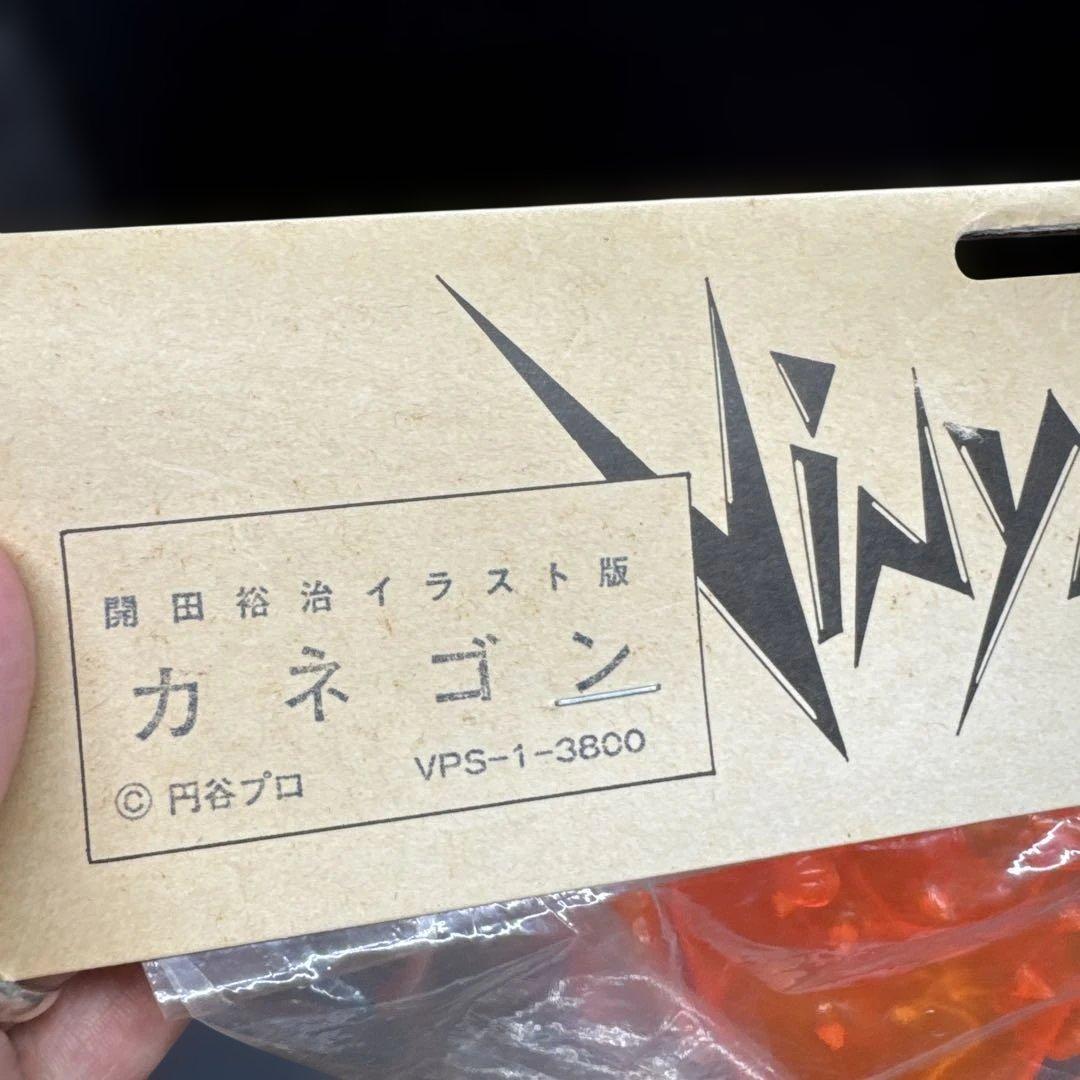 Viny
開田裕治イラスト版
カネゴン
© 円谷プロ VPS-1-3800